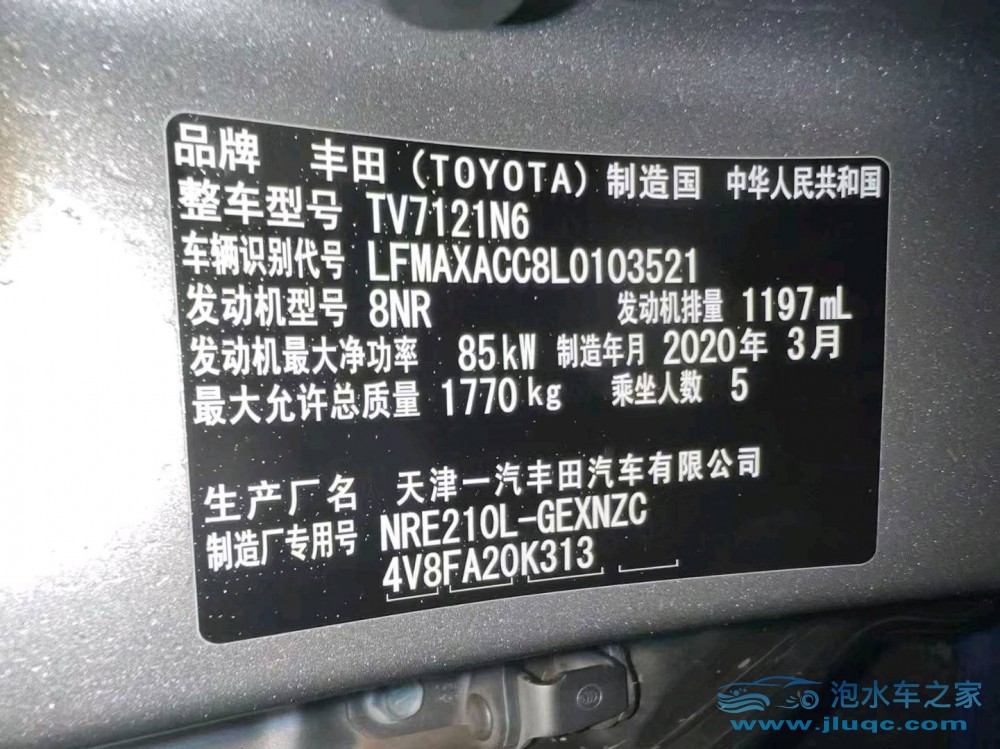 品牌 丰田（TOYOTA）制造国 中华人民共和国
整车型号 TV7121N6
车辆识别代号 LFMAXACC8L0103521
发动机型号 8NR 发动机排量 1197mL
发动机最大净功率 85kW 制造年月 2020年 3月
最大允许总质量 1770kg 乘坐人数 5
生产厂名 天津一汽丰田汽车有限公司
制造厂专用号 NRE210L-GEXNZC
4V8FA20K313
泡水车之家
www.jluqc.com